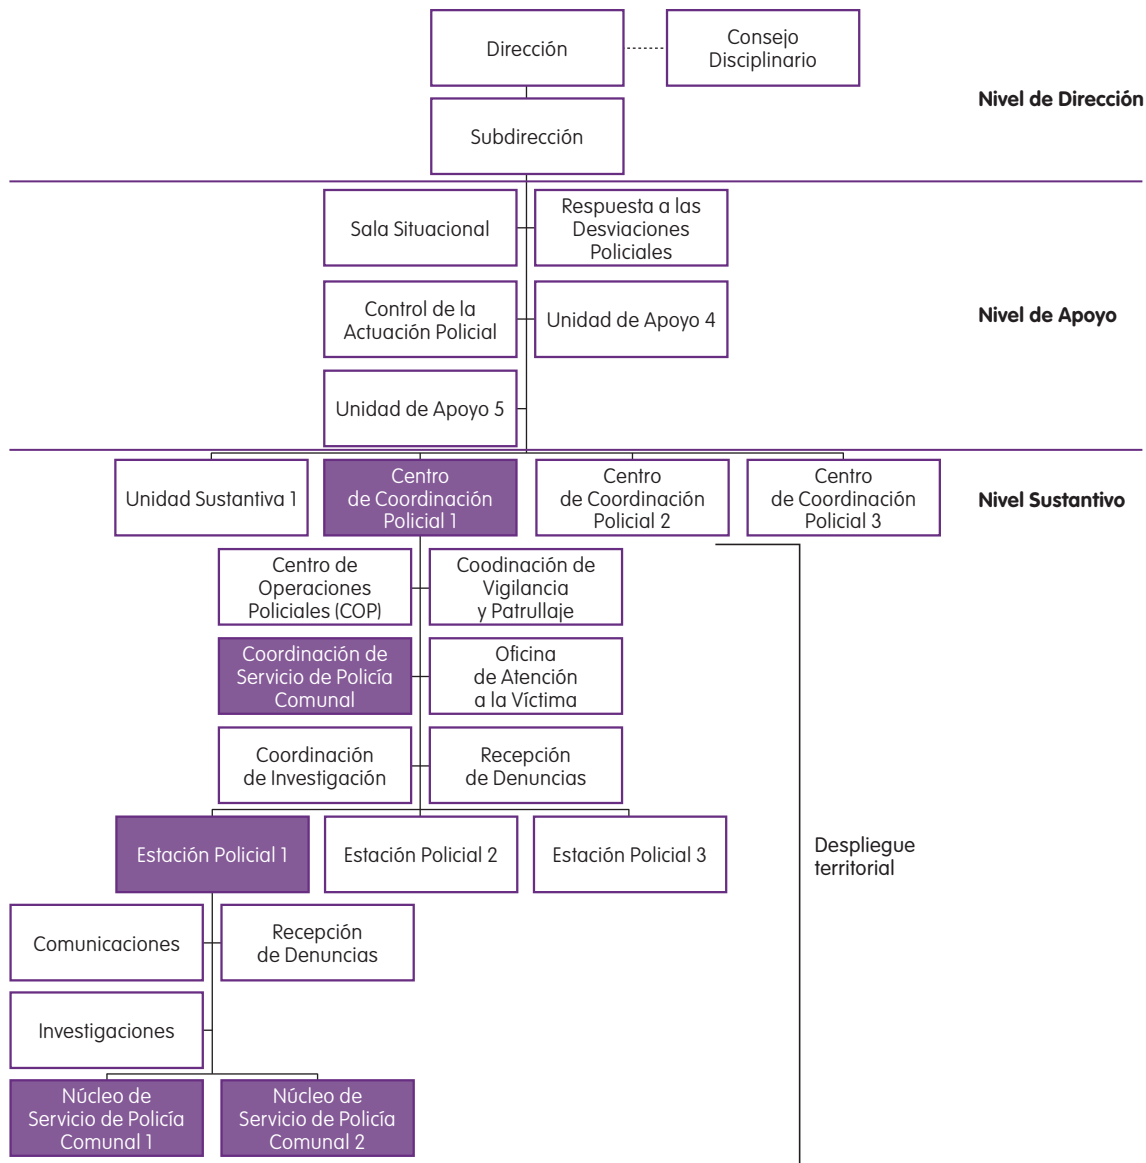 Dirección
Consejo
Disciplinario
Nivel de Dirección
Subdirección
Sala Situacional
Respuesta a las
Desviaciones
Policiales
Control de la
Actuación Policial
Unidad de Apoyo 4
Nivel de Apoyo
Unidad de Apoyo 5
Unidad Sustantiva 1
Centro
de Coordinación
Policial 1
Centro
de Coordinación
Policial 2
Centro
de Coordinación
Policial 3
Nivel Sustantivo
Centro de
Operaciones
Policiales (COP)
Coodinación de
Vigilancia
y Patrullaje
Coordinación de
Servicio de Policía
Comunal
Oficina
de Atención
a la Víctima
Coordinación
de Investigación
Recepción
de Denuncias
Estación Policial 1
Estación Policial 2
Estación Policial 3
Despliegue
territorial
Comunicaciones
Recepción
de Denuncias
Investigaciones
Núcleo de
Servicio de Policía
Comunal 1
Núcleo de
Servicio de Policía
Comunal 2